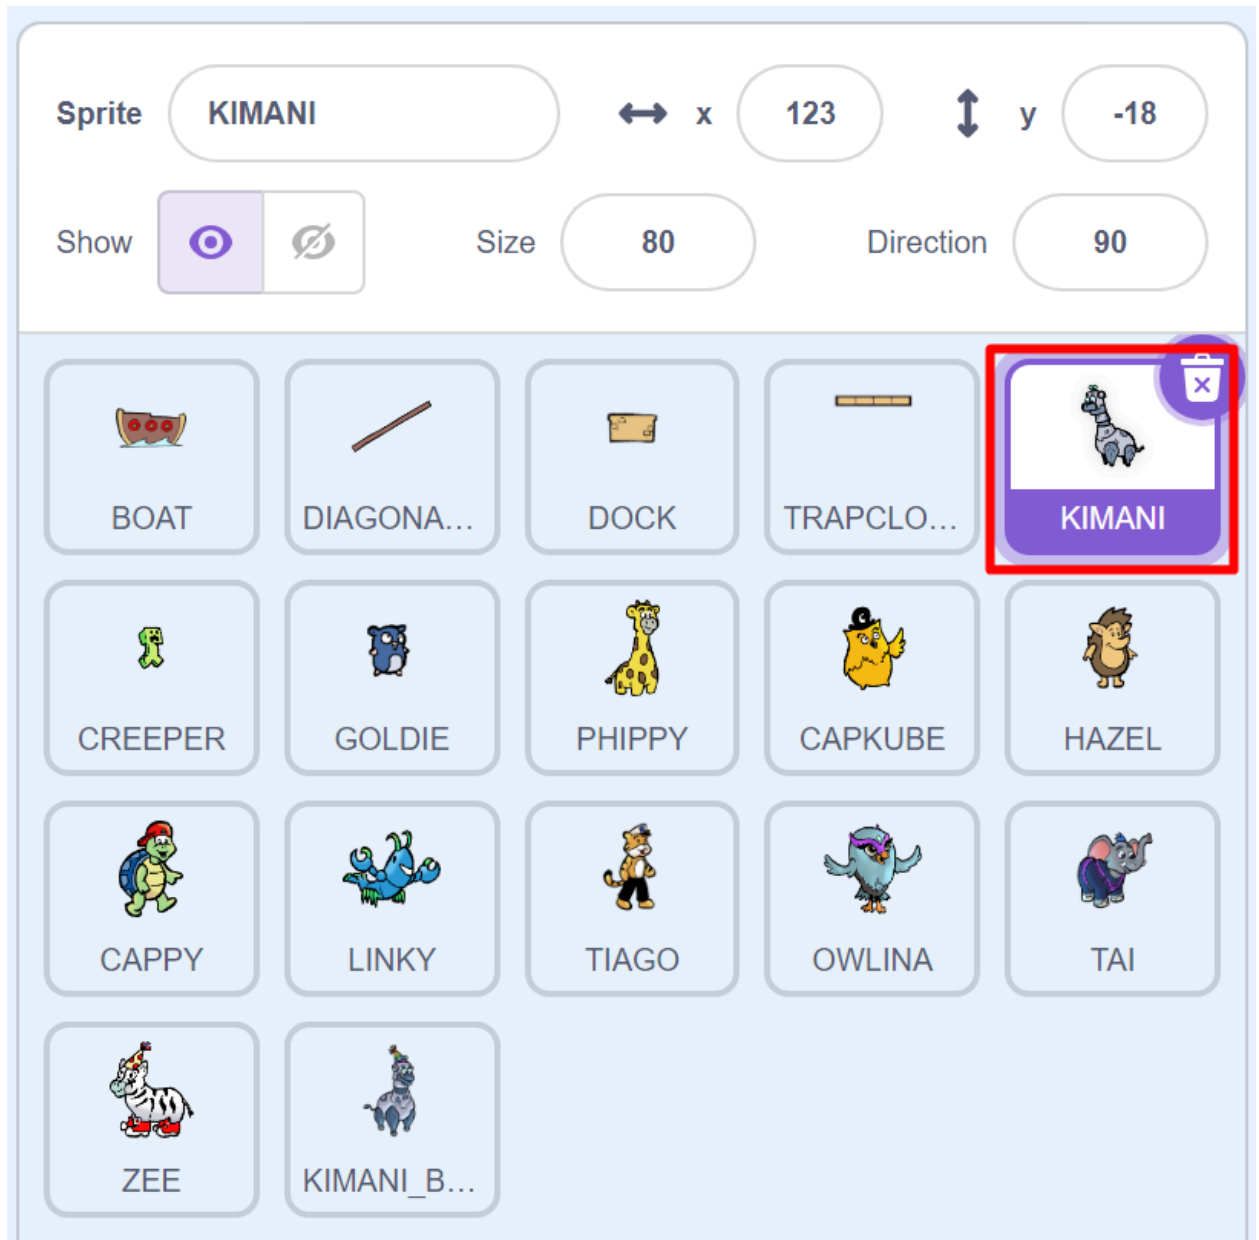 Sprite KIMANI x 123 y -18
Show Size 80 Direction 90
BOAT DIAGONA... DOCK TRAPCLO... KIMANI
CREEPER GOLDIE PHIPPY CAPKUBE HAZEL
CAPPY LINKY TIAGO OWLINA TAI
ZEE KIMANI_B...